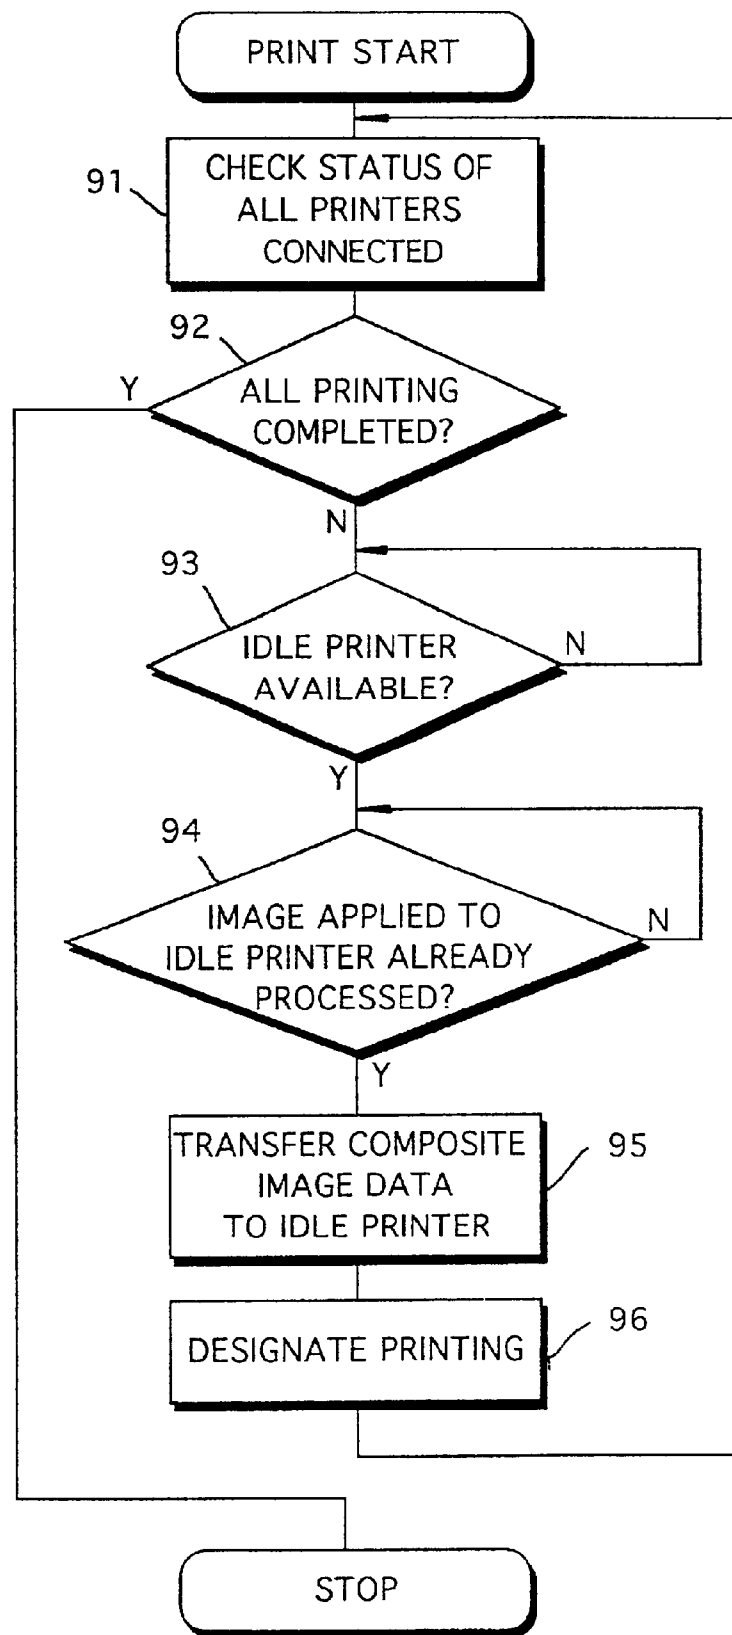 PRINT START
91
CHECK STATUS OF
ALL PRINTERS
CONNECTED
92
Y
ALL PRINTING
COMPLETED?
N
93
IDLE PRINTER
AVAILABLE?
N
Y
94
IMAGE APPLIED TO
IDLE PRINTER ALREADY
PROCESSED?
N
Y
TRANSFER COMPOSITE
IMAGE DATA
TO IDLE PRINTER
95
DESIGNATE PRINTING
96
STOP